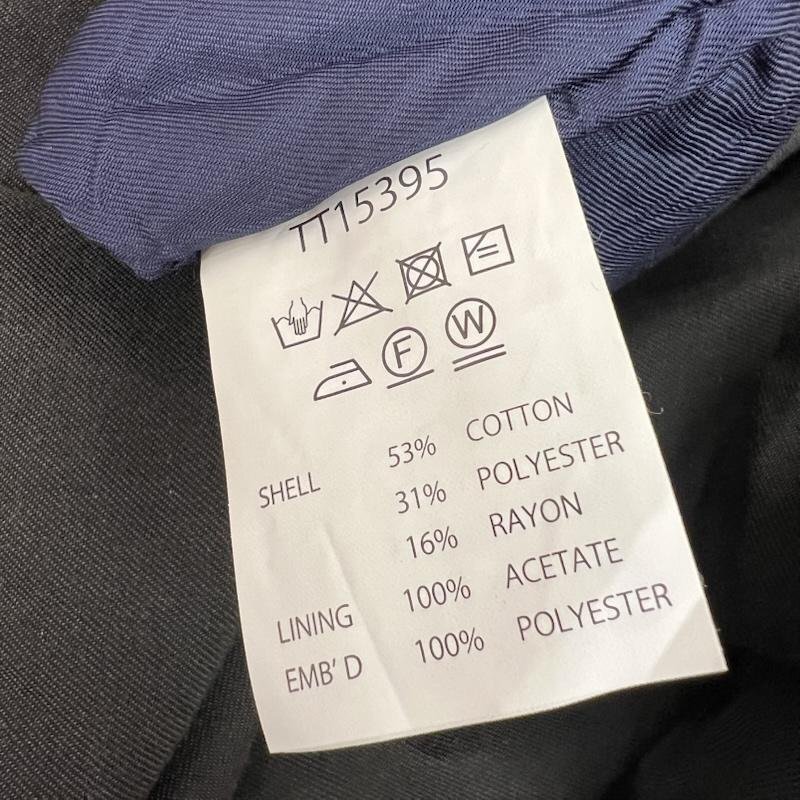 TT15395
F W
SHELL 53% COTTON
31% POLYESTER
16% RAYON
LINING 100% ACETATE
EMB' D 100% POLYESTER